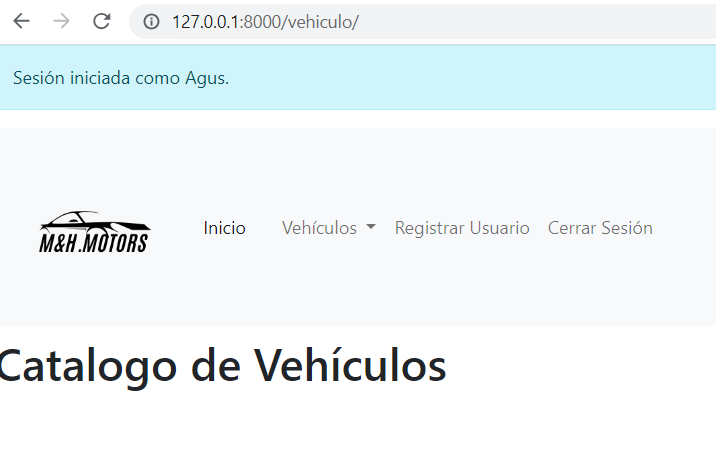 127.0.0.1:8000/vehiculo/
Sesión iniciada como Agus.
M&H.MOTORS
Inicio
Vehículos
Registrar Usuario
Cerrar Sesión
Catalogo de Vehículos